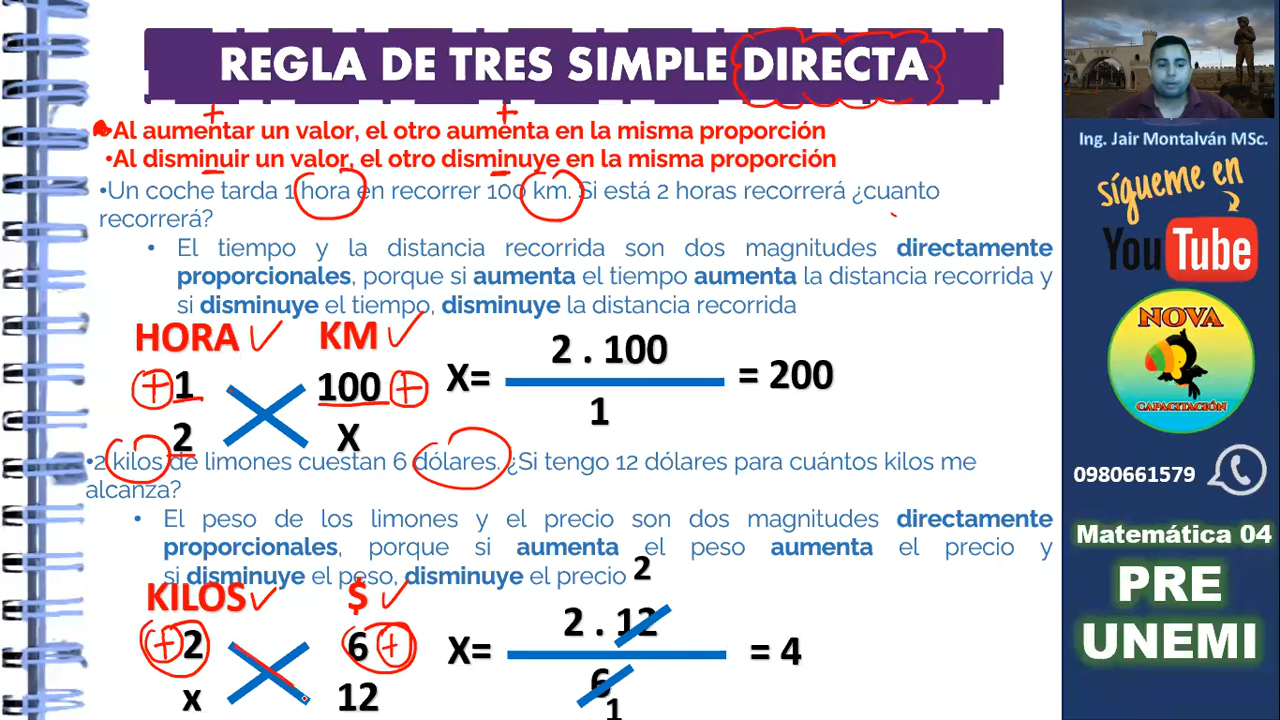 REGLA DE TRES SIMPLE DIRECTA
•Al aumentar un valor, el otro aumenta en la misma proporción
•Al disminuir un valor, el otro disminuye en la misma proporción
•Un coche tarda 1 hora en recorrer 100 km. Si está 2 horas recorrerá ¿cuanto
recorrerá?
• El tiempo y la distancia recorrida son dos magnitudes directamente
proporcionales, porque si aumenta el tiempo aumenta la distancia recorrida y
si disminuye el tiempo, disminuye la distancia recorrida
HORA KM
+ 1 100 +
2 X
X= 2 . 100 / 1 = 200
•2 kilos de limones cuestan 6 dólares. ¿Si tengo 12 dólares para cuántos kilos me
alcanza?
• El peso de los limones y el precio son dos magnitudes directamente
proporcionales, porque si aumenta el peso aumenta el precio y
si disminuye el peso, disminuye el precio
KILOS $
+ 2 6 +
x 12
2
X= 2 . 12 / 6 = 4
1
Ing. Jair Montalván MSc.
sígueme en
YouTube
NOVA
CAPACITACIÓN
0980661579
Matemática 04
PRE
UNEMI